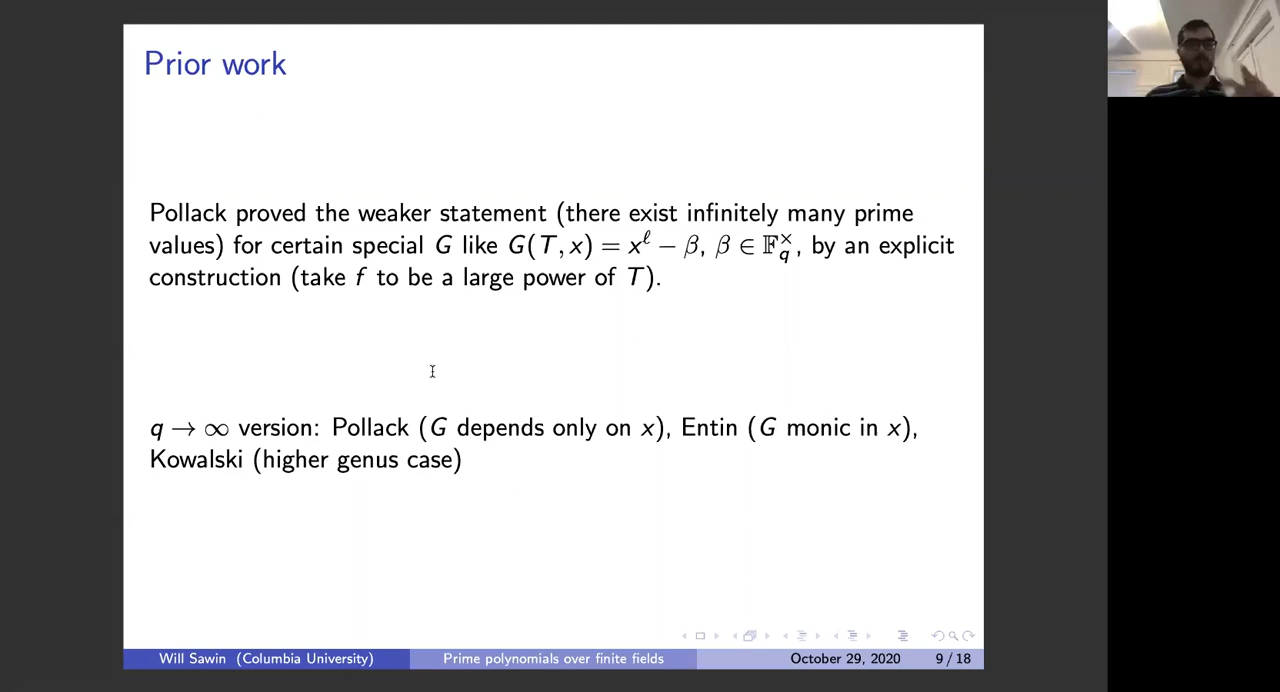 Prior work
Pollack proved the weaker statement (there exist infinitely many prime
values) for certain special G like G(T, x) = x^ℓ − β, β ∈ 𝔽_q^×, by an explicit
construction (take f to be a large power of T).
q → ∞ version: Pollack (G depends only on x), Entin (G monic in x),
Kowalski (higher genus case)
Will Sawin (Columbia University) Prime polynomials over finite fields October 29, 2020 9 / 18